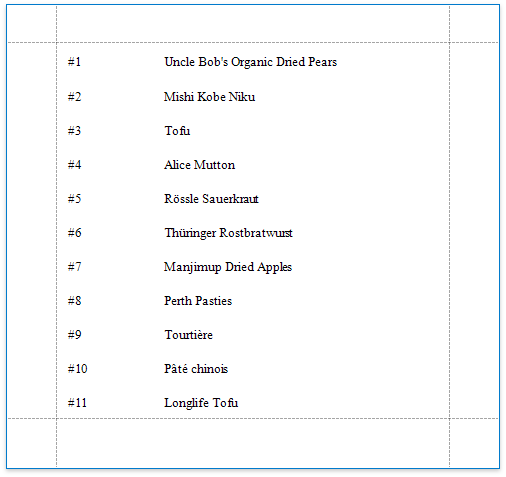 #1 Uncle Bob's Organic Dried Pears
#2 Mishi Kobe Niku
#3 Tofu
#4 Alice Mutton
#5 Rössle Sauerkraut
#6 Thüringer Rostbratwurst
#7 Manjimup Dried Apples
#8 Perth Pasties
#9 Tourtière
#10 Pâté chinois
#11 Longlife Tofu